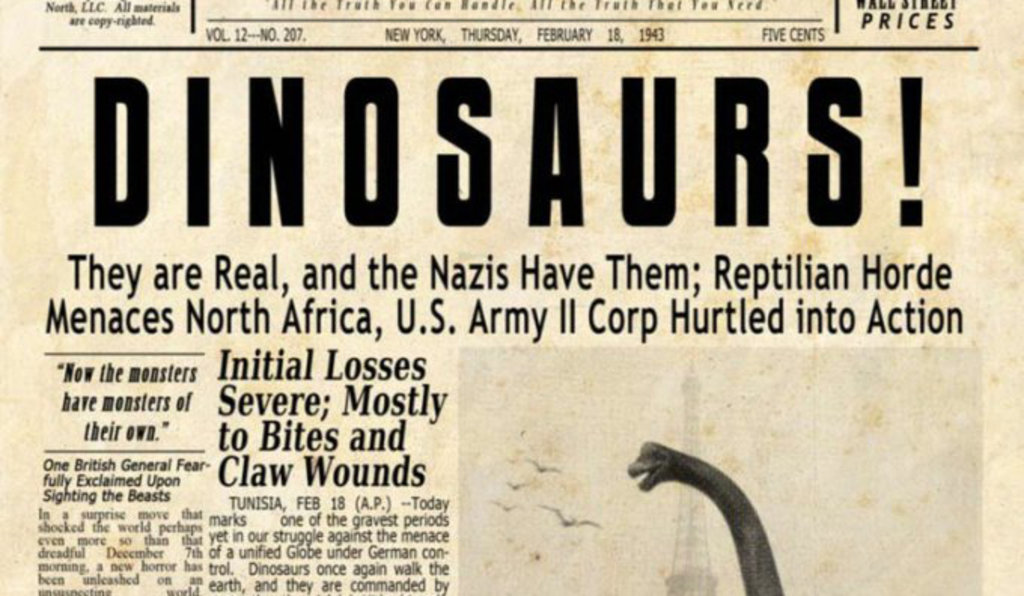 North, LLC. All materials
are copy-righted.
"All the Truth You Can Handle. All the Truth That You Need."
WALL STREET
PRICES
VOL. 12---NO. 207.
NEW YORK, THURSDAY, FEBRUARY 18, 1943
FIVE CENTS
DINOSAURS!
They are Real, and the Nazis Have Them; Reptilian Horde
Menaces North Africa, U.S. Army II Corp Hurtled into Action
"Now the monsters
have monsters of
their own."
One British General Fear-
fully Exclaimed Upon
Sighting the Beasts
In a surprise move that
shocked the world perhaps
even more so than that
dreadful December 7th
morning, a new horror has
been unleashed on an
unsuspecting world.
Initial Losses
Severe; Mostly
to Bites and
Claw Wounds
TUNISIA, FEB 18 (A.P.) --Today
marks one of the gravest periods
yet in our struggle against the menace
of a unified Globe under German con-
trol. Dinosaurs once again walk the
earth, and they are commanded by